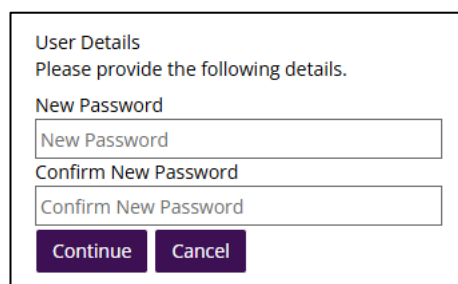 User Details
Please provide the following details.
New Password
New Password
Confirm New Password
Confirm New Password
Continue Cancel